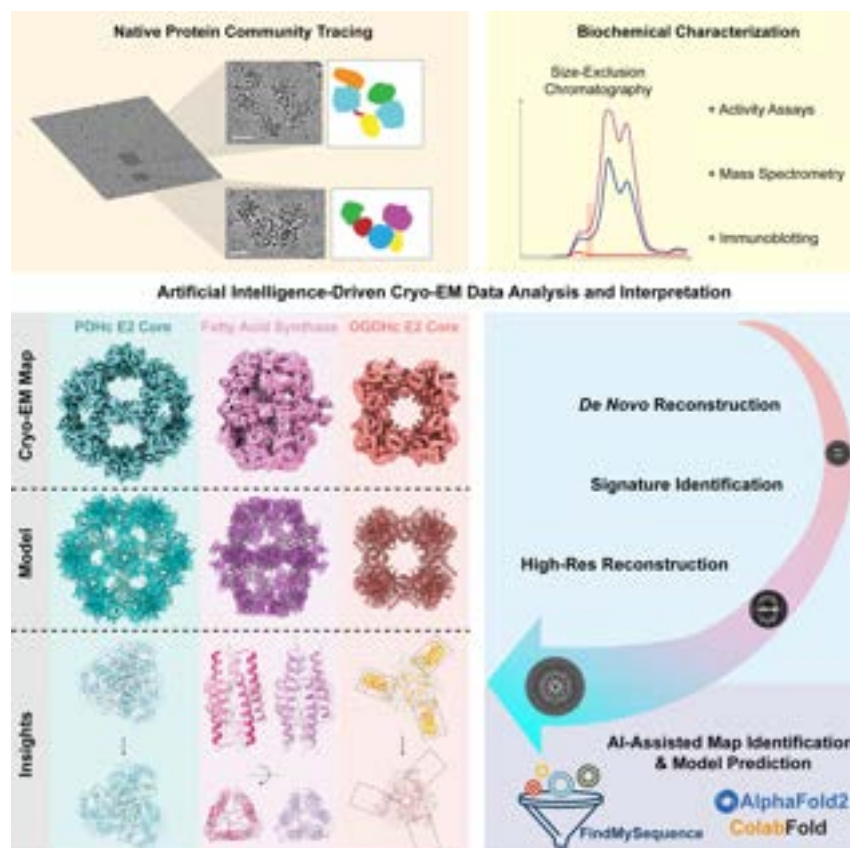 Native Protein Community Tracing
Biochemical Characterization
Size-Exclusion
Chromatography
+ Activity Assays
+ Mass Spectrometry
+ Immunoblotting
Artificial Intelligence-Driven Cryo-EM Data Analysis and Interpretation
PDHc E2 Core
Fatty Acid Synthase
OGDHc E2 Core
Cryo-EM Map
Model
Insights
De Novo Reconstruction
Signature Identification
High-Res Reconstruction
AI-Assisted Map Identification
& Model Prediction
FindMySequence
AlphaFold2
ColabFold